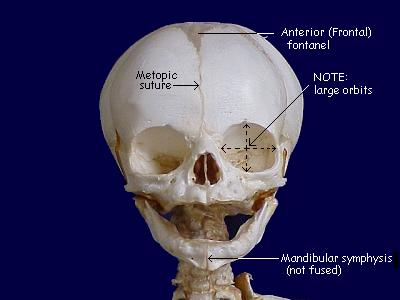 Anterior (Frontal)
fontanel
Metopic
suture
NOTE:
large orbits
Mandibular symphysis
(not fused)